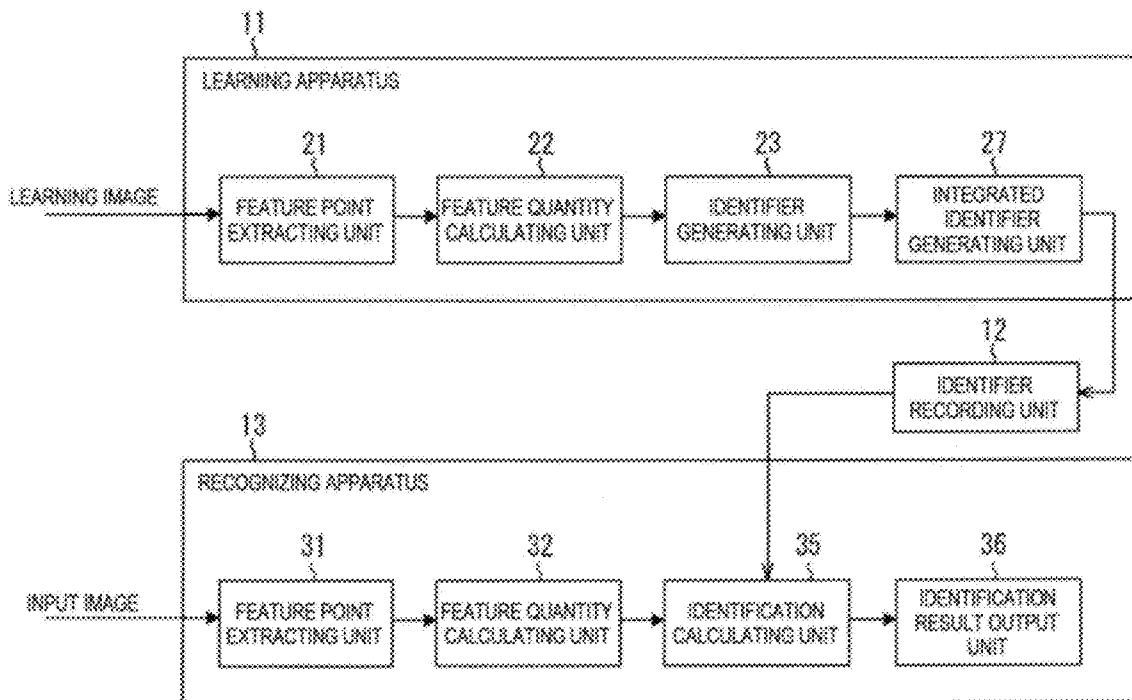 11
LEARNING APPARATUS
21
22
23
27
LEARNING IMAGE
FEATURE POINT
EXTRACTING UNIT
FEATURE QUANTITY
CALCULATING UNIT
IDENTIFIER
GENERATING UNIT
INTEGRATED
IDENTIFIER
GENERATING UNIT
12
IDENTIFIER
RECORDING UNIT
13
RECOGNIZING APPARATUS
31
32
35
36
INPUT IMAGE
FEATURE POINT
EXTRACTING UNIT
FEATURE QUANTITY
CALCULATING UNIT
IDENTIFICATION
CALCULATING UNIT
IDENTIFICATION
RESULT OUTPUT
UNIT